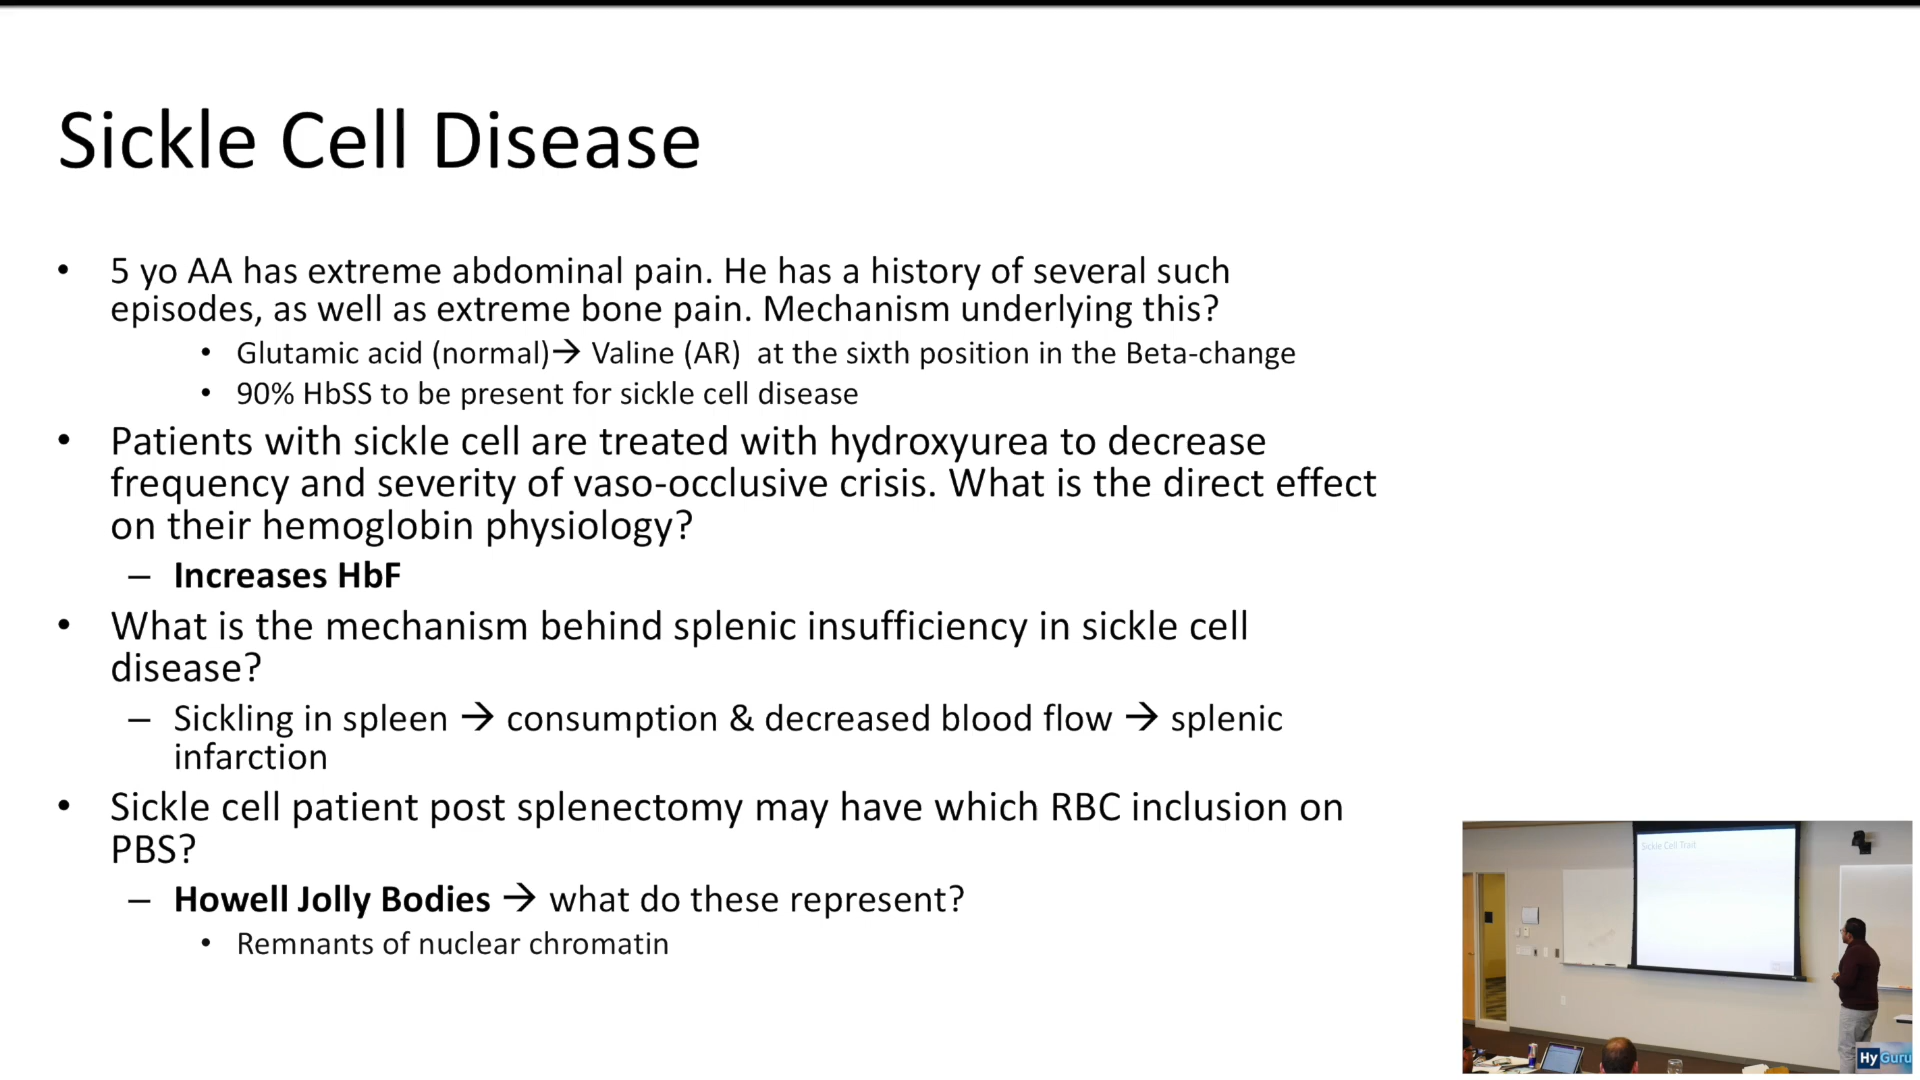 Sickle Cell Disease
• 5 yo AA has extreme abdominal pain. He has a history of several such
episodes, as well as extreme bone pain. Mechanism underlying this?
• Glutamic acid (normal)→ Valine (AR) at the sixth position in the Beta-change
• 90% HbSS to be present for sickle cell disease
• Patients with sickle cell are treated with hydroxyurea to decrease
frequency and severity of vaso-occlusive crisis. What is the direct effect
on their hemoglobin physiology?
– Increases HbF
• What is the mechanism behind splenic insufficiency in sickle cell
disease?
– Sickling in spleen → consumption & decreased blood flow → splenic
infarction
• Sickle cell patient post splenectomy may have which RBC inclusion on
PBS?
– Howell Jolly Bodies → what do these represent?
• Remnants of nuclear chromatin
Sickle Cell Trait
HyGuru